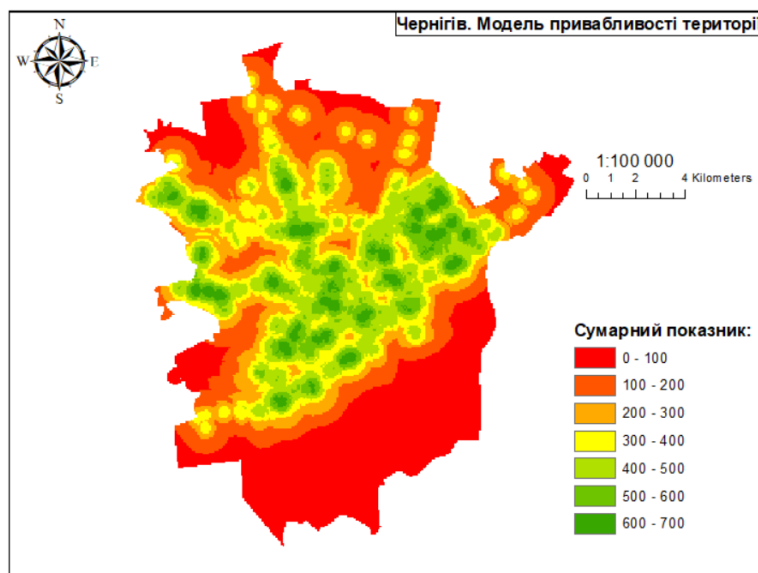 Чернігів. Модель привабливості території
N
W E
S
1:100 000
0 1 2 4 Kilometers
Сумарний показник:
0 - 100
100 - 200
200 - 300
300 - 400
400 - 500
500 - 600
600 - 700